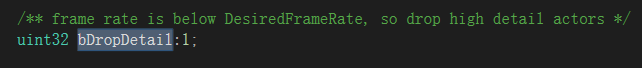 /** frame rate is below DesiredFrameRate, so drop high detail actors */
uint32 bDropDetail:1;